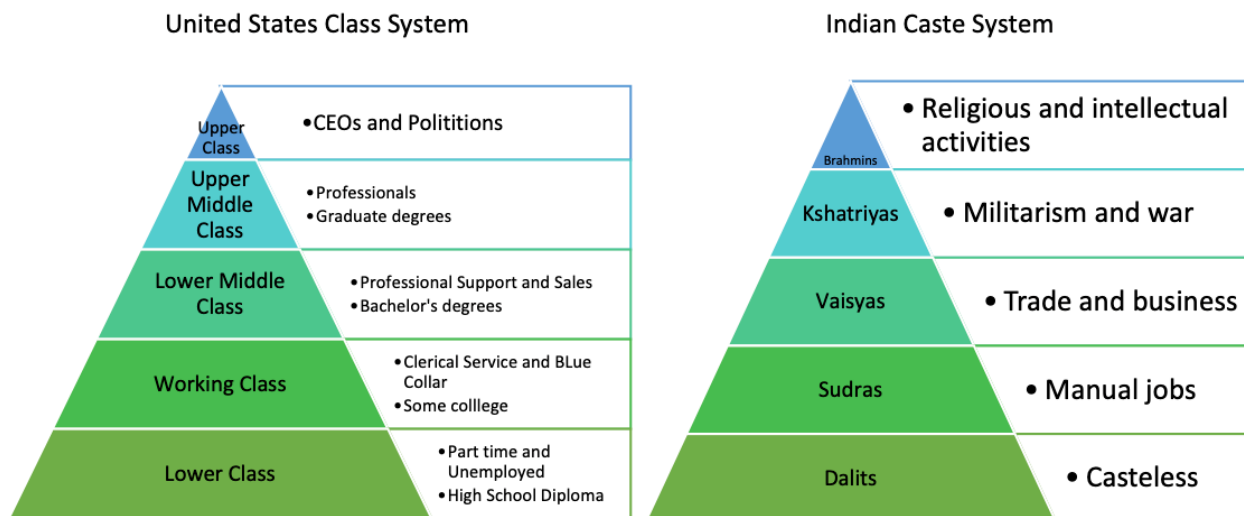 United States Class System
Upper
Class
•CEOs and Polititions
Upper
Middle
Class
•Professionals
•Graduate degrees
Lower Middle
Class
•Professional Support and Sales
•Bachelor's degrees
Working Class
•Clerical Service and BLue
Collar
•Some colllege
Lower Class
•Part time and
Unemployed
•High School Diploma
Indian Caste System
Brahmins
• Religious and intellectual
activities
Kshatriyas
• Militarism and war
Vaisyas
• Trade and business
Sudras
• Manual jobs
Dalits
• Casteless